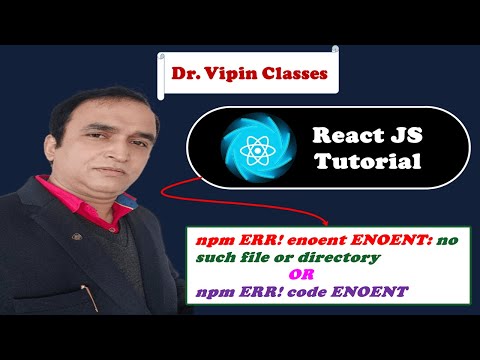 Dr. Vipin Classes
React JS
Tutorial
npm ERR! enoent ENOENT: no
such file or directory
OR
npm ERR! code ENOENT